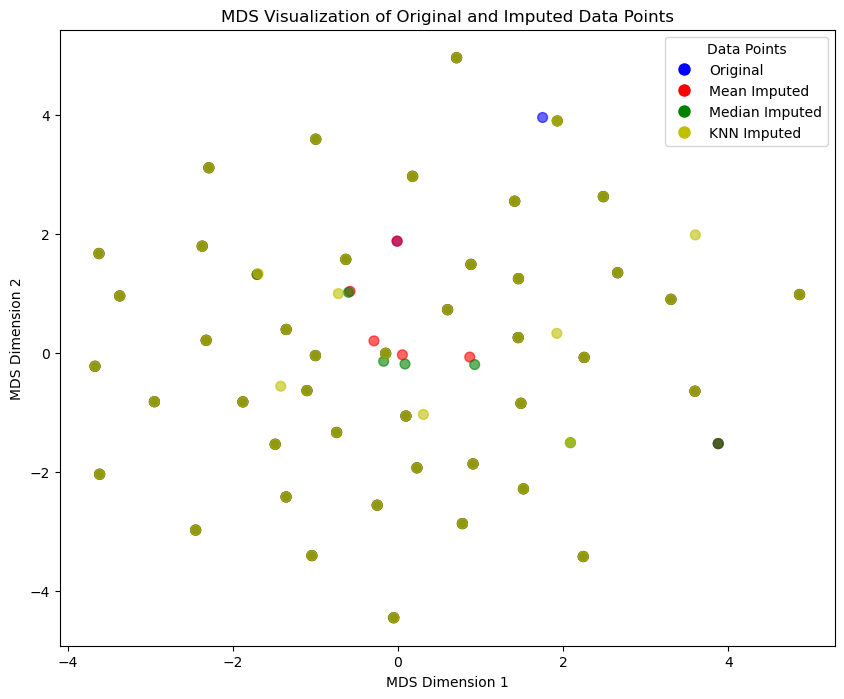 MDS Visualization of Original and Imputed Data Points
Data Points
Original
Mean Imputed
Median Imputed
KNN Imputed
MDS Dimension 2
4
2
0
−2
−4
−4
−2
0
2
4
MDS Dimension 1